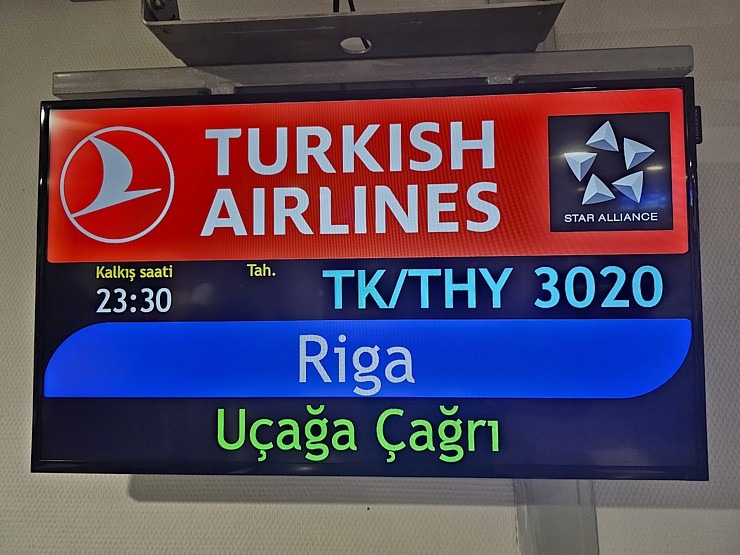 TURKISH
AIRLINES
STAR ALLIANCE
Kalkış saati
Tah.
23:30
TK/THY 3020
Riga
Uçağa Çağrı